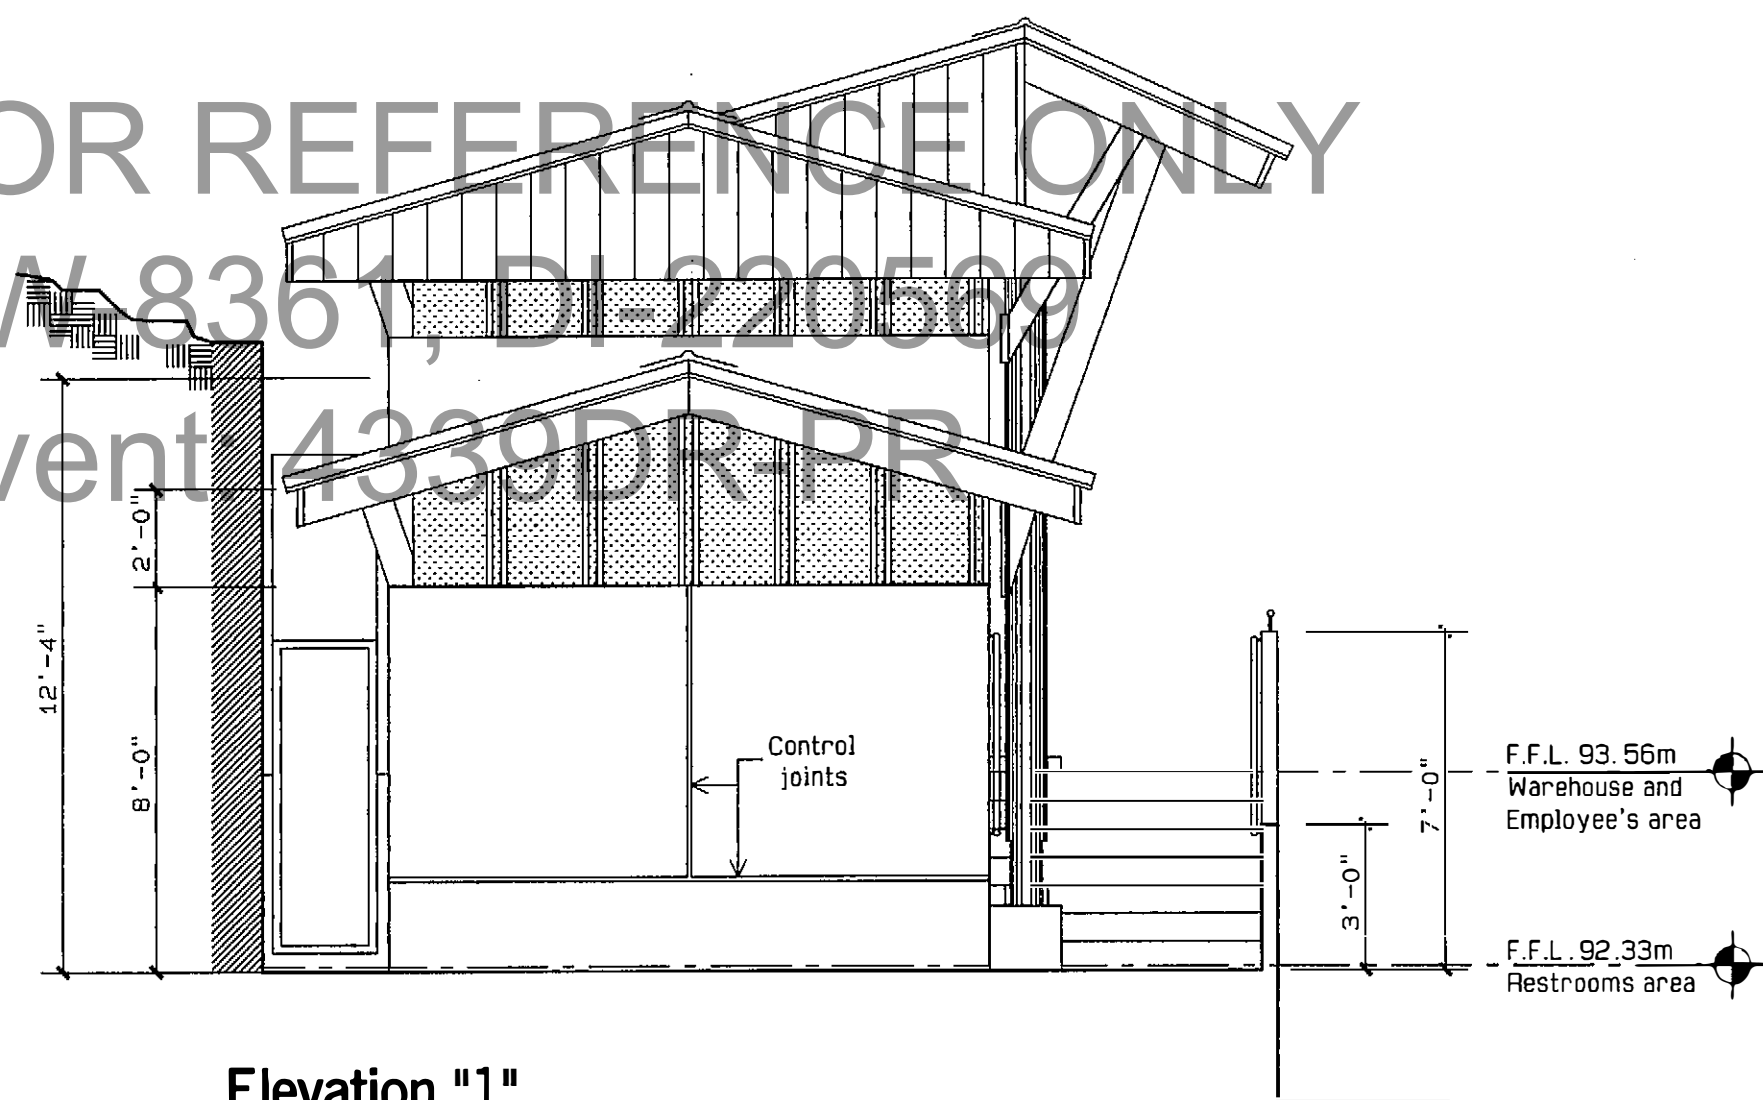 OR REFERENCE ONLY
W 8361, DI-220569
vent: 4339DR-PR
2'-0"
12'-4"
8'-0"
Control
joints
7'-0"
3'-0"
F.F.L. 93.56m
Warehouse and
Employee's area
F.F.L. 92.33m
Restrooms area
Elevation "1"